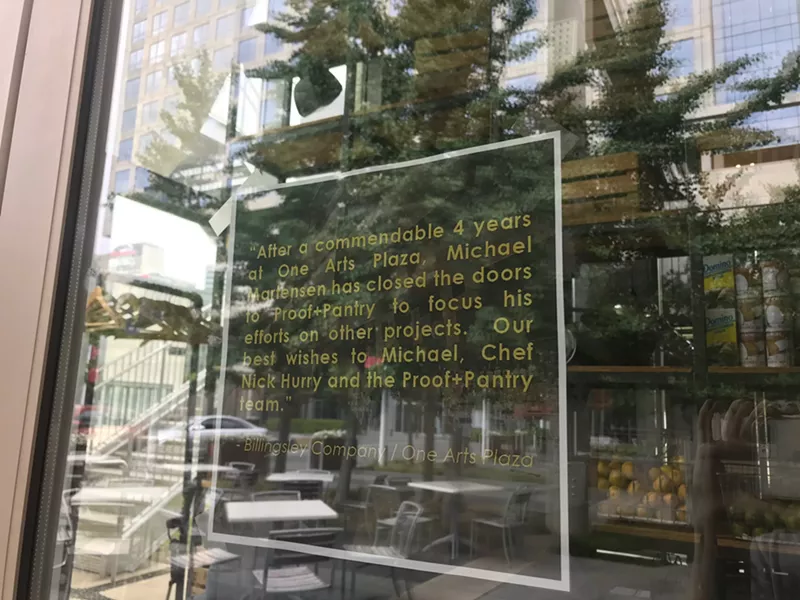 "After a commendable 4 years
at One Arts Plaza, Michael
Martensen has closed the doors
to Proof+Pantry to focus his
efforts on other projects. Our
best wishes to Michael, Chef
Nick Hurry and the Proof+Pantry
team."
- Billingsley Company / One Arts Plaza